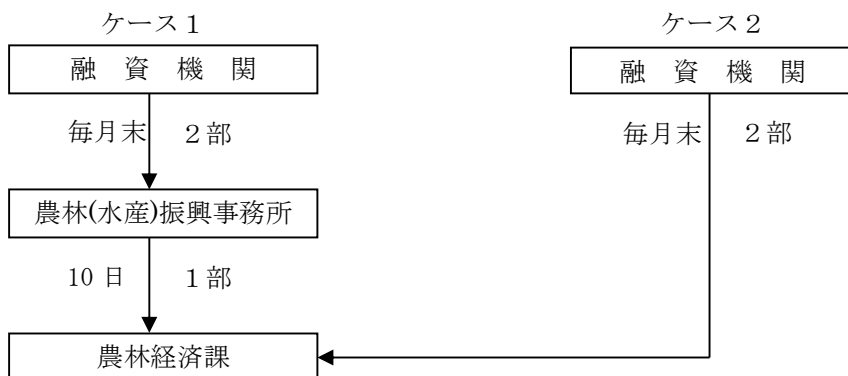 ケース１　ケース２
融　資　機　関　融　資　機　関
毎月末　２部　毎月末　２部
農林(水産)振興事務所
10 日　１部
農林経済課